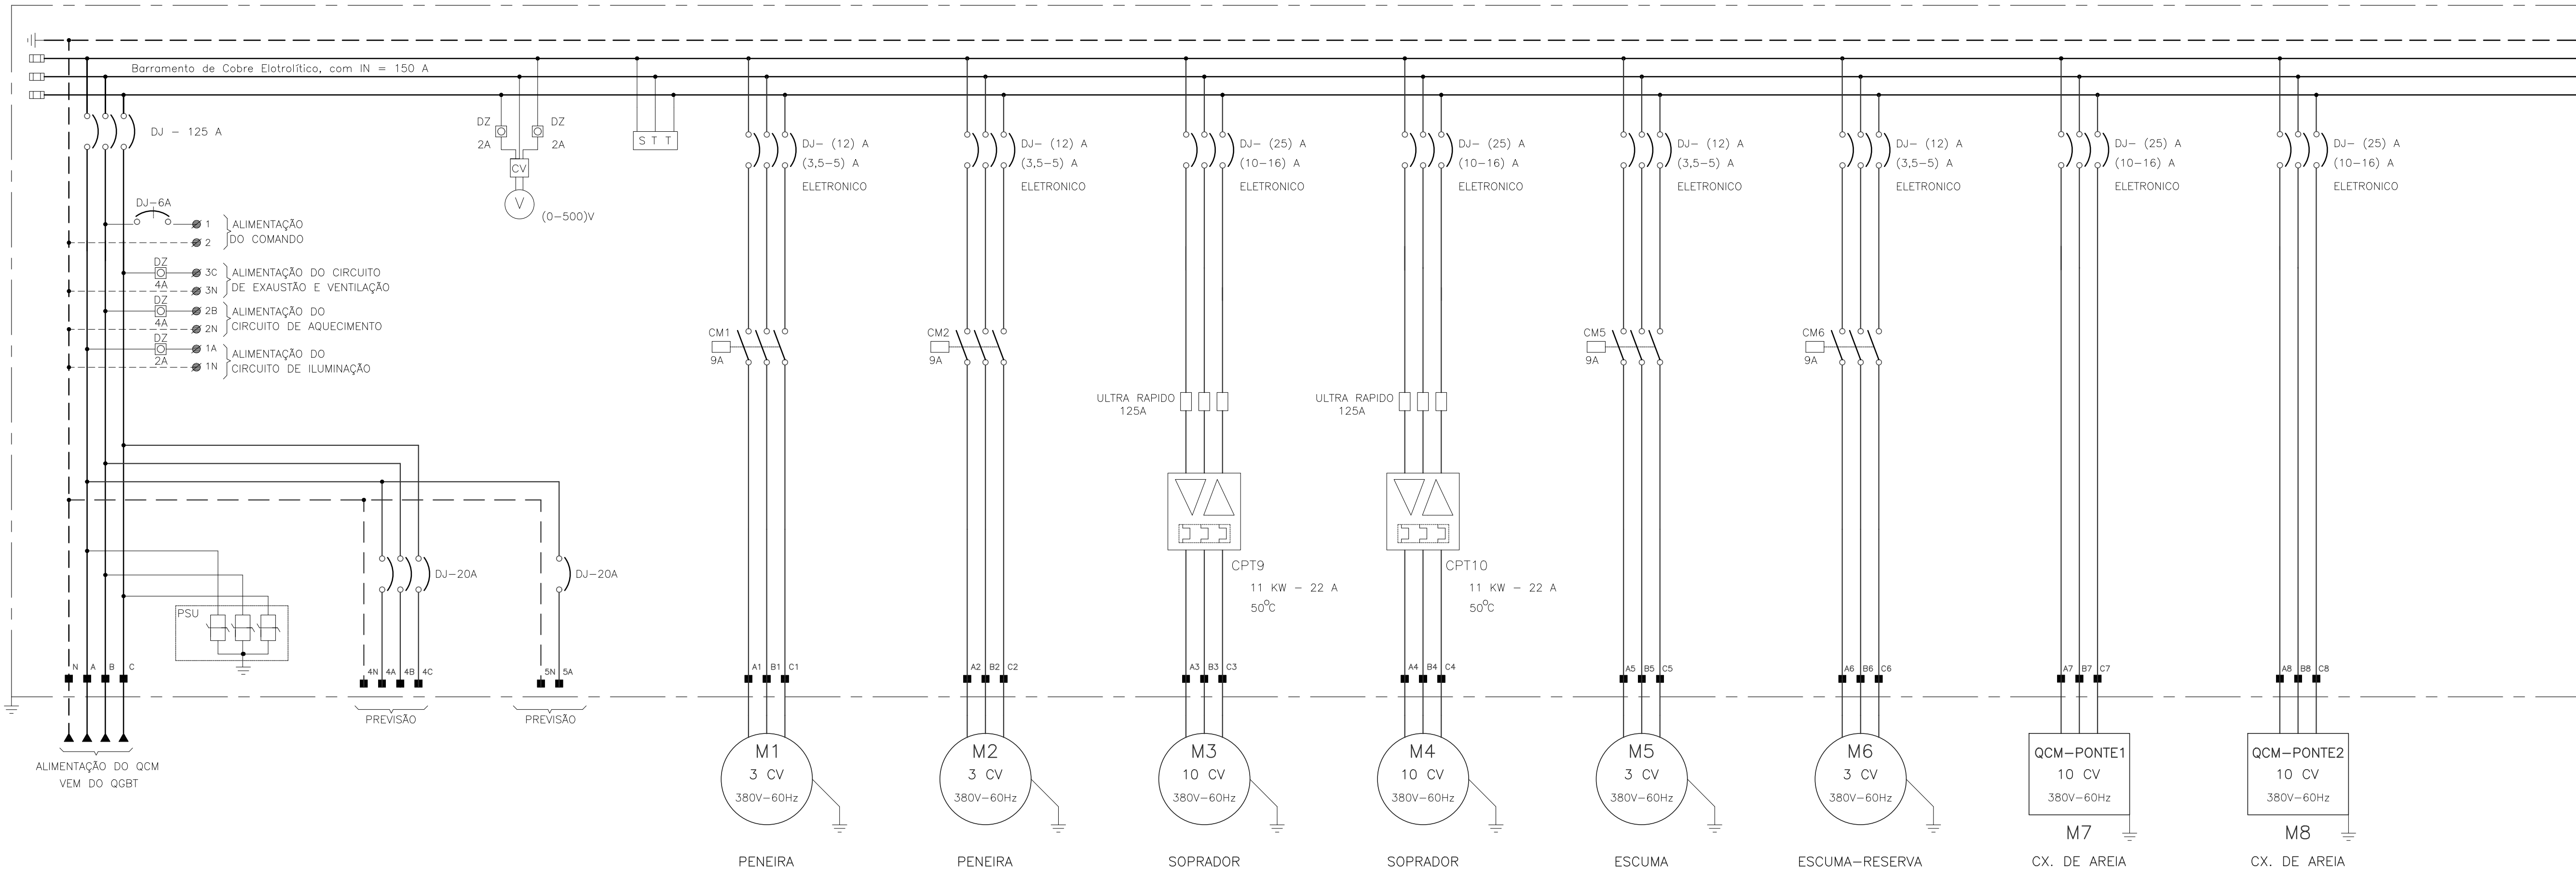 Barramento de Cobre Elotrolítico, com IN = 150 A
DJ - 125 A
DJ-6A
1
2
ALIMENTAÇÃO
DO COMANDO
DZ
4A
3C
3N
ALIMENTAÇÃO DO CIRCUITO
DE EXAUSTÃO E VENTILAÇÃO
DZ
4A
2B
2N
ALIMENTAÇÃO DO
CIRCUITO DE AQUECIMENTO
DZ
2A
1A
1N
ALIMENTAÇÃO DO
CIRCUITO DE ILUMINAÇÃO
PSU
N A B C
ALIMENTAÇÃO DO QCM
VEM DO QGBT
DJ-20A
4N 4A 4B 4C
PREVISÃO
DJ-20A
5N 5A
PREVISÃO
DZ
2A
DZ
2A
CV
V
(0-500)V
S T T
DJ- (12) A
(3,5-5) A
ELETRONICO
CM1
9A
A1 B1 C1
M1
3 CV
380V-60Hz
PENEIRA
DJ- (12) A
(3,5-5) A
ELETRONICO
CM2
9A
A2 B2 C2
M2
3 CV
380V-60Hz
PENEIRA
DJ- (25) A
(10-16) A
ELETRONICO
ULTRA RAPIDO
125A
CPT9
11 KW - 22 A
50°C
A3 B3 C3
M3
10 CV
380V-60Hz
SOPRADOR
DJ- (25) A
(10-16) A
ELETRONICO
ULTRA RAPIDO
125A
CPT10
11 KW - 22 A
50°C
A4 B4 C4
M4
10 CV
380V-60Hz
SOPRADOR
DJ- (12) A
(3,5-5) A
ELETRONICO
CM5
9A
A5 B5 C5
M5
3 CV
380V-60Hz
ESCUMA
DJ- (12) A
(3,5-5) A
ELETRONICO
CM6
9A
A6 B6 C6
M6
3 CV
380V-60Hz
ESCUMA-RESERVA
DJ- (25) A
(10-16) A
ELETRONICO
A7 B7 C7
QCM-PONTE1
10 CV
380V-60Hz
M7
CX. DE AREIA
DJ- (25) A
(10-16) A
ELETRONICO
A8 B8 C8
QCM-PONTE2
10 CV
380V-60Hz
M8
CX. DE AREIA